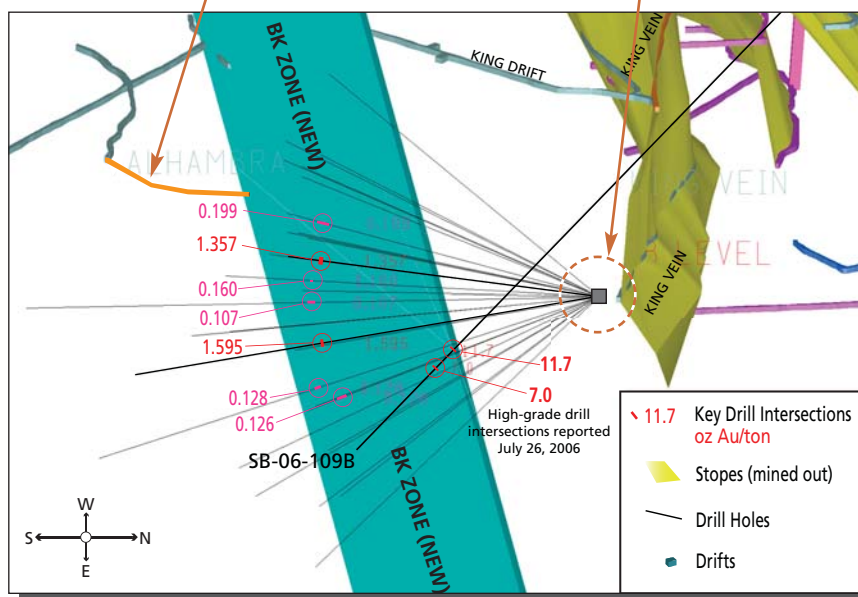 BK ZONE (NEW)
KING DRIFT
KING VEIN
ALHAMBRA
KING VEIN
LEVEL
KING VEIN
0.199
1.357
0.160
0.107
1.595
1.595
0.128
0.126
11.7
7.0
High-grade drill
intersections reported
July 26, 2006
SB-06-109B
BK ZONE (NEW)
W
S
N
E
11.7 Key Drill Intersections
oz Au/ton
Stopes (mined out)
Drill Holes
Drifts